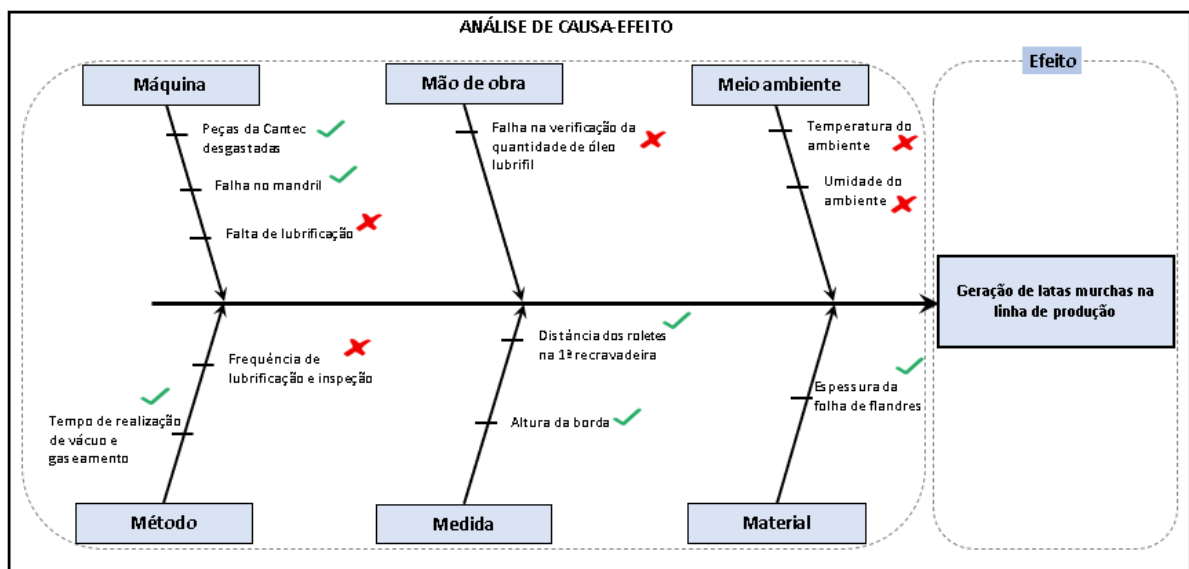 ANÁLISE DE CAUSA-EFEITO
Efeito
Máquina
Mão de obra
Meio ambiente
Peças da Cantec
desgastadas
Falha no mandril
Falta de lubrificação
Falha na verificação da
quantidade de óleo
lubrifil
Temperatura do
ambiente
Umidade do
ambiente
Geração de latas murchas na
linha de produção
Frequência de
lubrificação e inspeção
Tempo de realização
de vácuo e
gaseamento
Distância dos roletes
na 1ª recravadeira
Altura da borda
Espessura da
folha de flandres
Método
Medida
Material